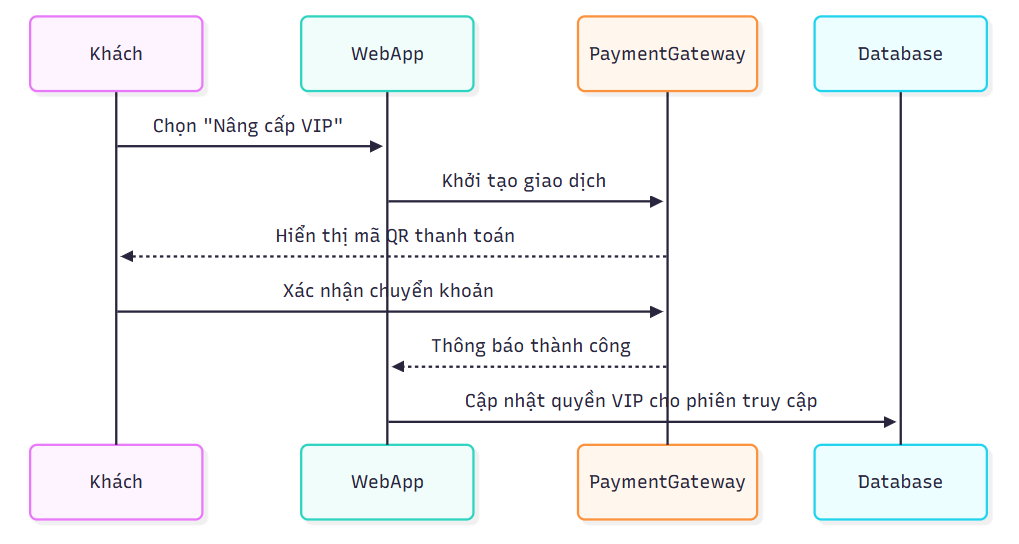 Khách
WebApp
PaymentGateway
Database
Chọn "Nâng cấp VIP"
Khởi tạo giao dịch
Hiển thị mã QR thanh toán
Xác nhận chuyển khoản
Thông báo thành công
Cập nhật quyền VIP cho phiên truy cập
Khách
WebApp
PaymentGateway
Database